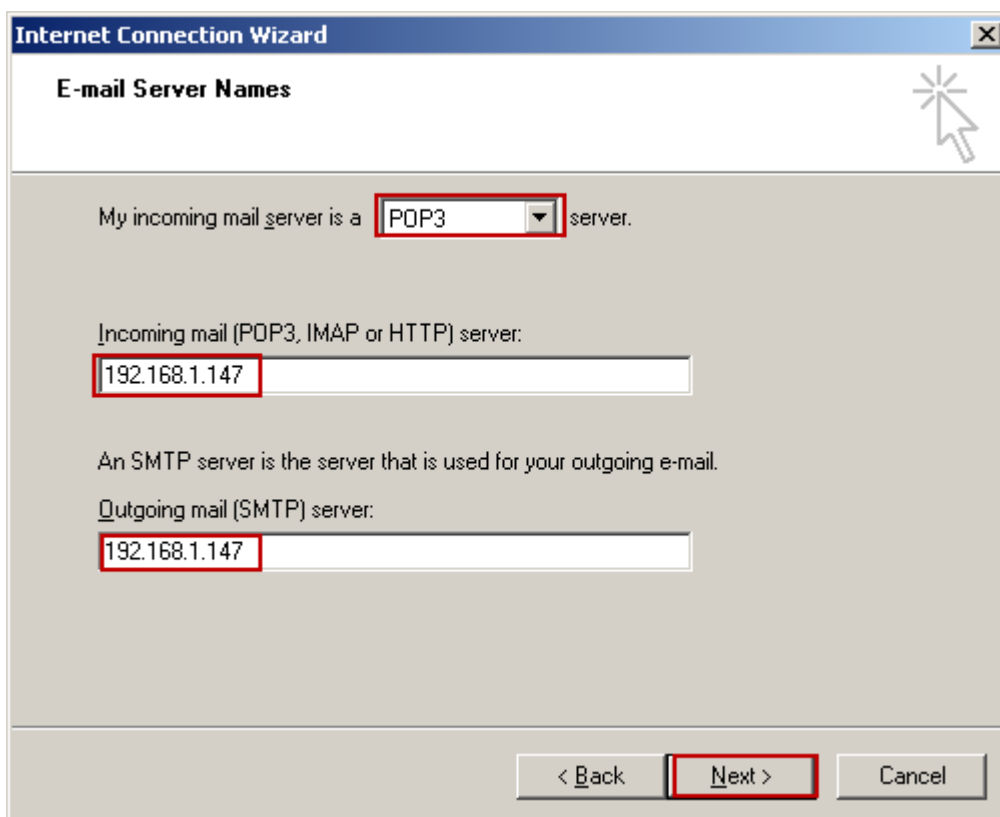 Internet Connection Wizard
E-mail Server Names
My incoming mail server is a POP3 server.
Incoming mail (POP3, IMAP or HTTP) server:
192.168.1.147
An SMTP server is the server that is used for your outgoing e-mail.
Outgoing mail (SMTP) server:
192.168.1.147
< Back Next > Cancel